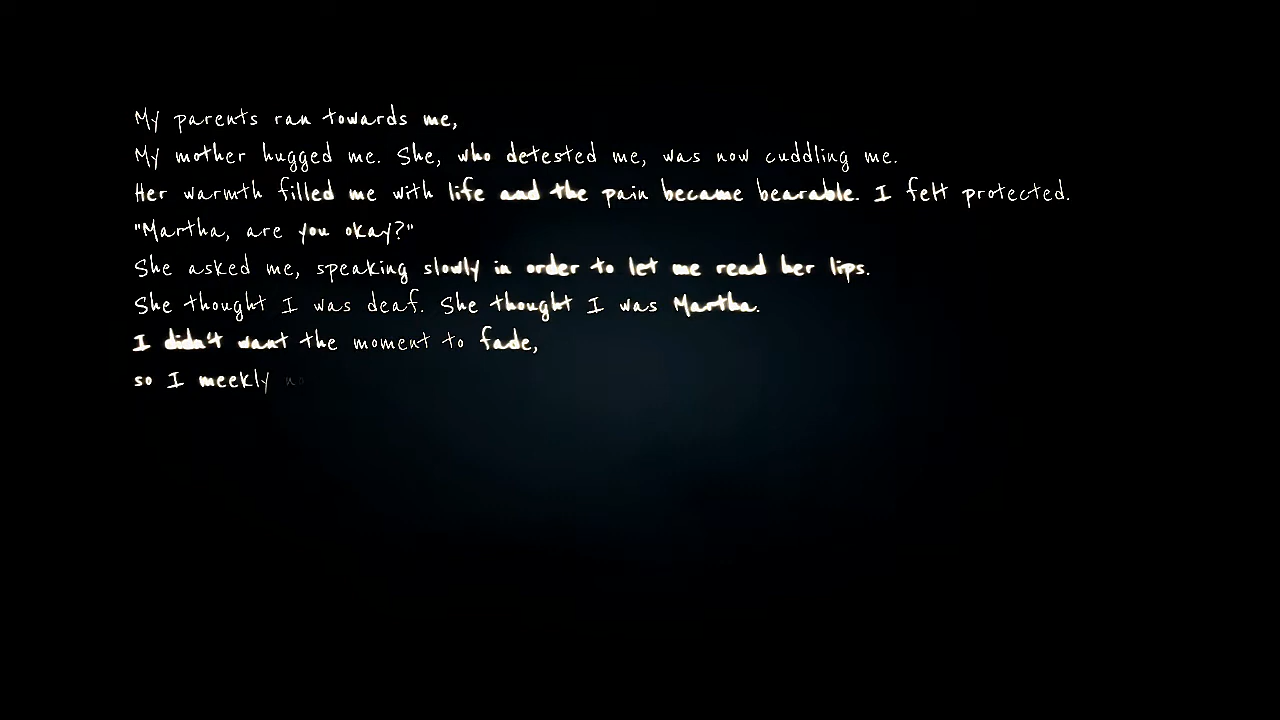 My parents ran towards me,
My mother hugged me. She, who detested me, was now cuddling me.
Her warmth filled me with life and the pain became bearable. I felt protected.
"Martha, are you okay?"
She asked me, speaking slowly in order to let me read her lips.
She thought I was deaf. She thought I was Martha.
I didn't want the moment to fade,
so I meekly